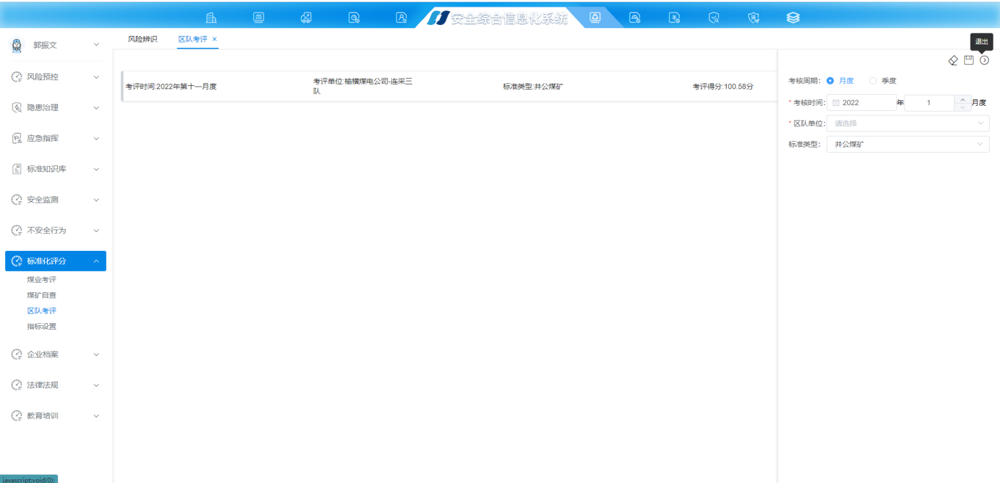 安全综合信息化系统
郭振文
风险辨识
区队考评 ×
退出
风险预控
隐患治理
应急指挥
标准知识库
安全监测
不安全行为
标准化评分
煤业考评
煤矿自查
区队考评
指标设置
企业档案
法律法规
教育培训
考评时间:2022年第十一月度
考评单位:榆横煤电公司-连采三
队
标准类型:井公煤矿
考评得分:100.58分
考核周期: 月度 季度
* 考核时间: 2022 年 1 月度
* 区队单位: 请选择
标准类型: 井公煤矿
javascript:void(0);